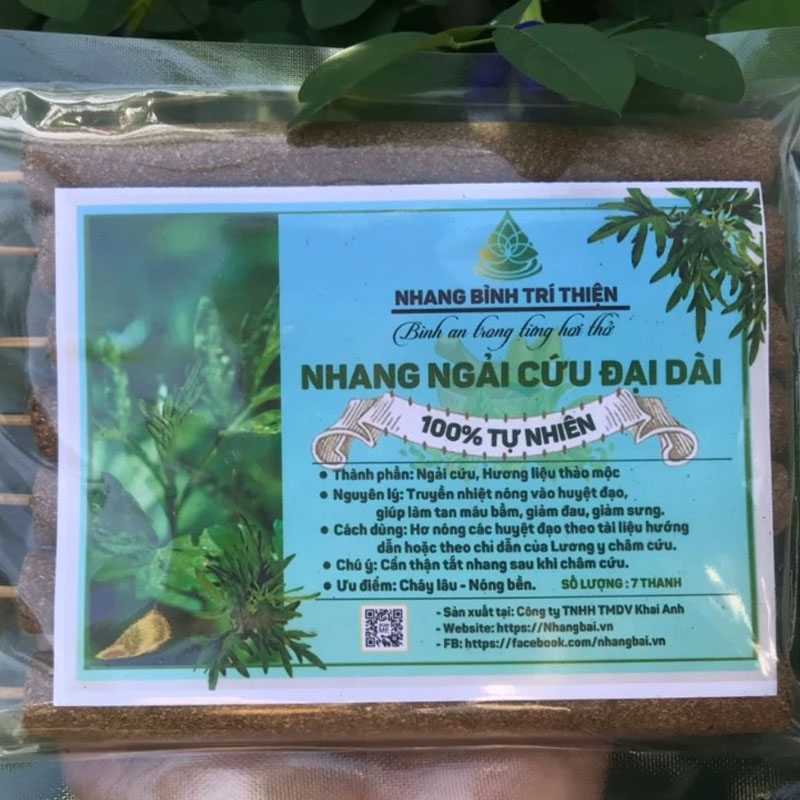 NHANG BÌNH TRÍ THIỆN
Bình an trong từng hơi thở
NHANG NGẢI CỨU ĐẠI DÀI
100% TỰ NHIÊN
• Thành phần: Ngải cứu, Hương liệu thảo mộc
• Nguyên lý: Truyền nhiệt nóng vào huyệt đạo,
giúp làm tan máu bầm, giảm đau, giảm sưng.
• Cách dùng: Hơ nóng các huyệt đạo theo tài liệu hướng
dẫn hoặc theo chỉ dẫn của Lương y châm cứu.
• Chú ý: Cẩn thận tắt nhang sau khi châm cứu.
• Ưu điểm: Cháy lâu - Nóng bền. SỐ LƯỢNG : 7 THANH
- Sản xuất tại: Công ty TNHH TMDV Khai Anh
- Website: https://Nhangbai.vn
- FB: https://facebook.com/nhangbai.vn